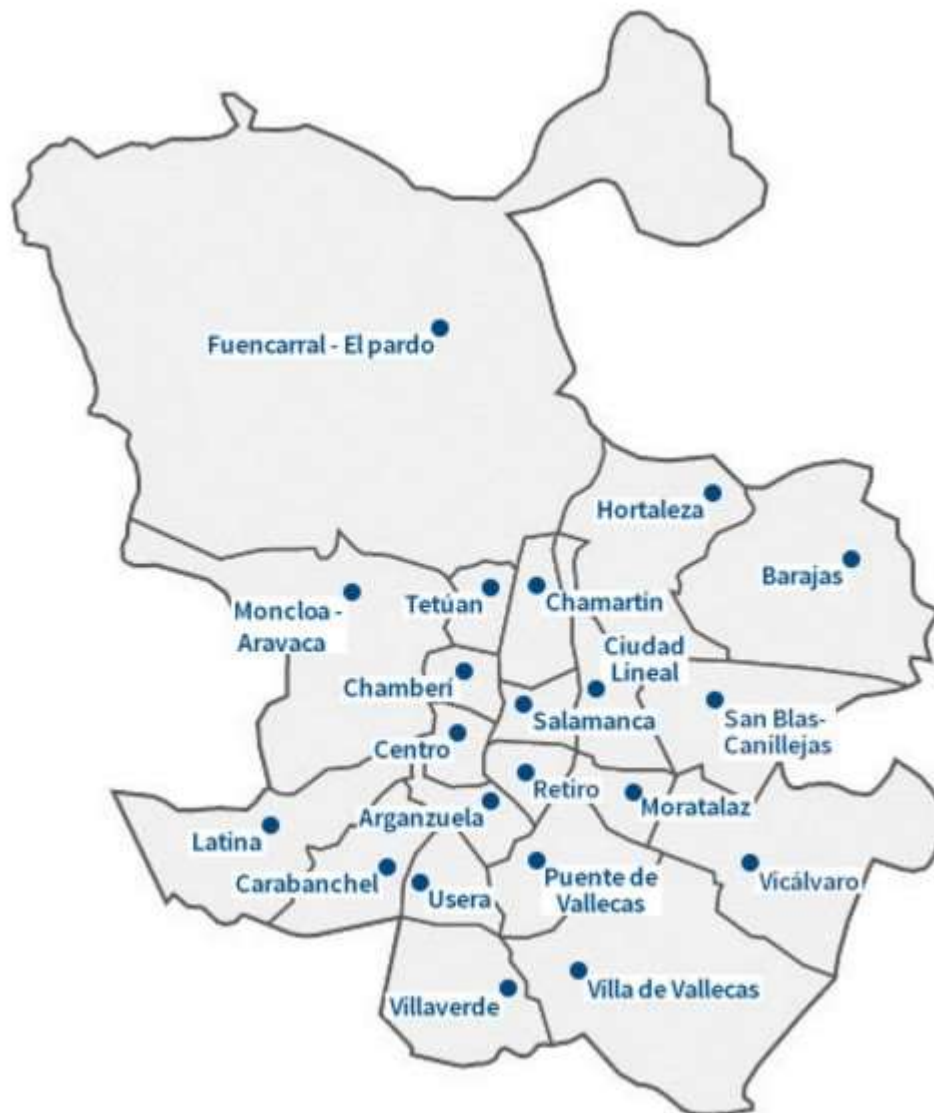 Fuencarral - El pardo
Hortaleza
Barajas
Moncloa -
Aravaca
Tetúan
Chamartín
Ciudad
Lineal
Chamberí
Salamanca
San Blas-
Canillejas
Centro
Retiro
Moratalaz
Arganzuela
Latina
Carabanchel
Usera
Puente de
Vallecas
Vicálvaro
Villaverde
Villa de Vallecas